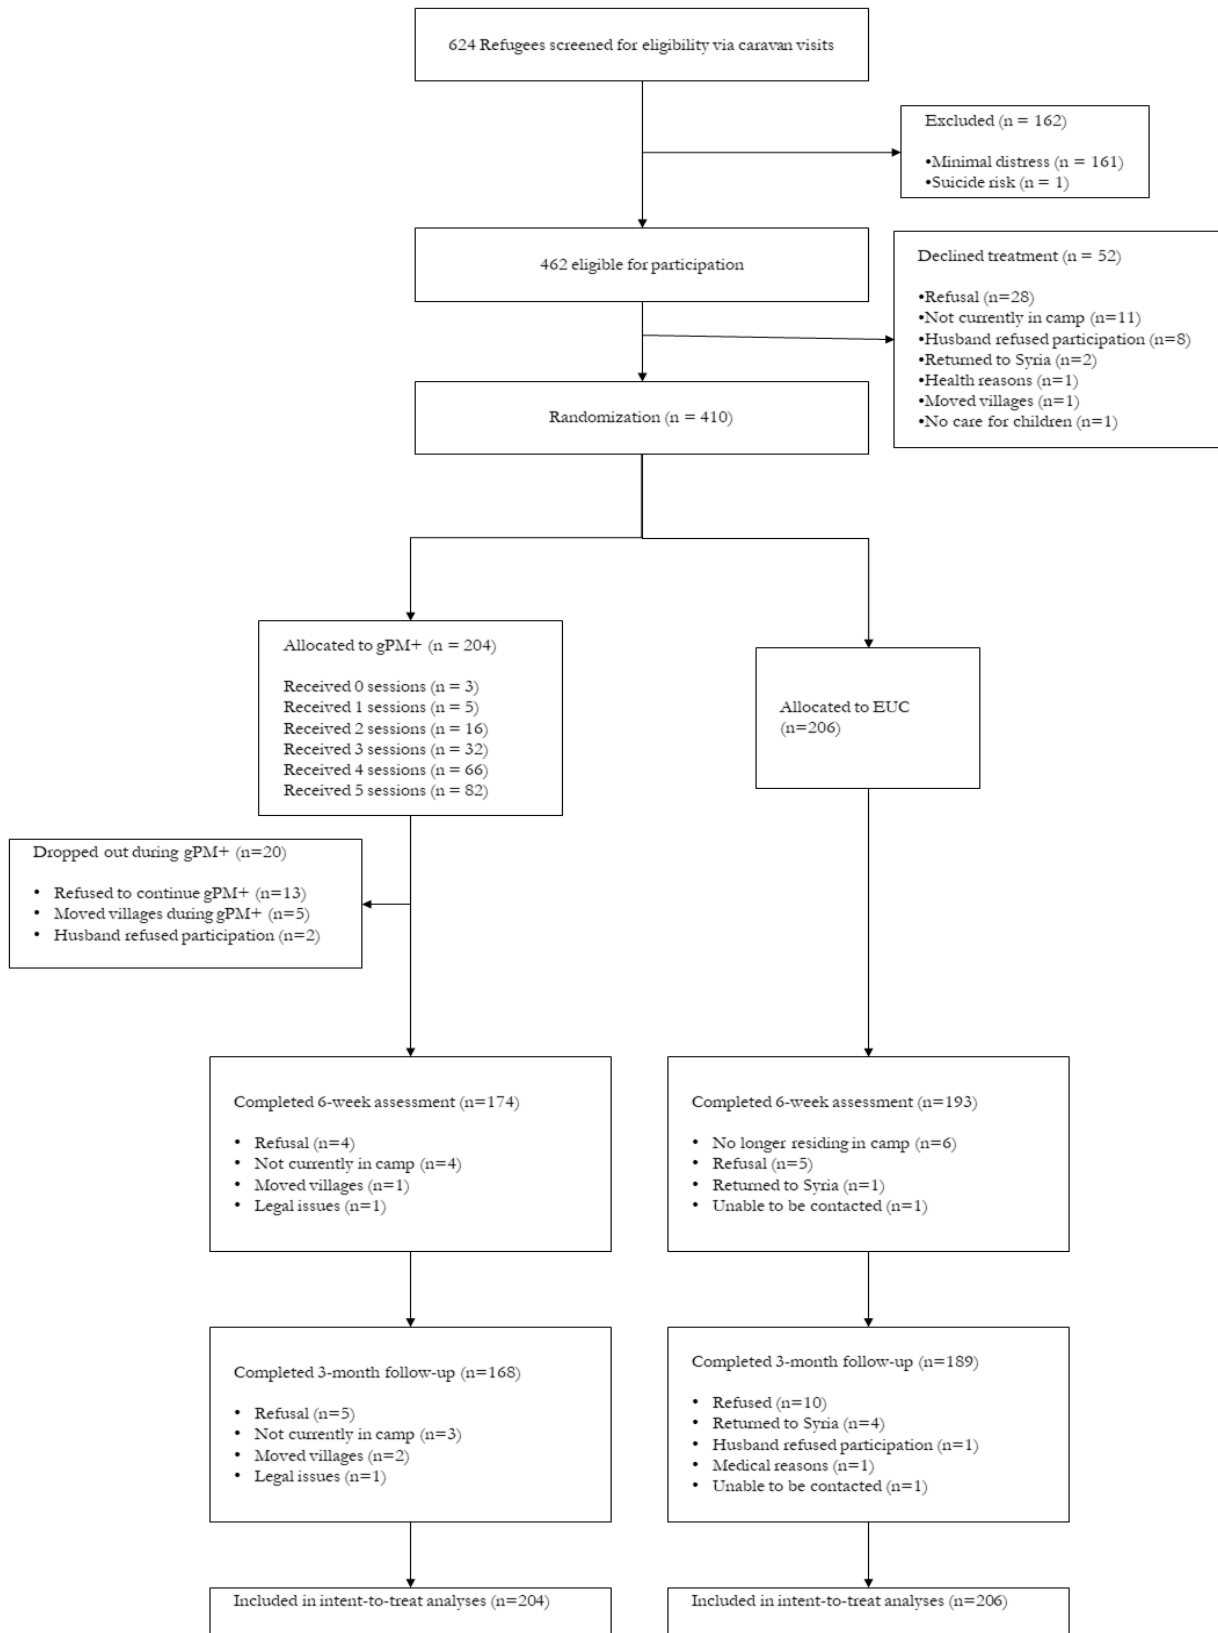 624 Refugees screened for eligibility via caravan visits
Excluded (n = 162)
•Minimal distress (n = 161)
•Suicide risk (n = 1)
462 eligible for participation
Declined treatment (n = 52)
•Refusal (n=28)
•Not currently in camp (n=11)
•Husband refused participation (n=8)
•Returned to Syria (n=2)
•Health reasons (n=1)
•Moved villages (n=1)
•No care for children (n=1)
Randomization (n = 410)
Allocated to gPM+ (n = 204)
Received 0 sessions (n = 3)
Received 1 sessions (n = 5)
Received 2 sessions (n = 16)
Received 3 sessions (n = 32)
Received 4 sessions (n = 66)
Received 5 sessions (n = 82)
Allocated to EUC
(n=206)
Dropped out during gPM+ (n=20)
• Refused to continue gPM+ (n=13)
• Moved villages during gPM+ (n=5)
• Husband refused participation (n=2)
Completed 6-week assessment (n=174)
• Refusal (n=4)
• Not currently in camp (n=4)
• Moved villages (n=1)
• Legal issues (n=1)
Completed 6-week assessment (n=193)
• No longer residing in camp (n=6)
• Refusal (n=5)
• Returned to Syria (n=1)
• Unable to be contacted (n=1)
Completed 3-month follow-up (n=168)
• Refusal (n=5)
• Not currently in camp (n=3)
• Moved villages (n=2)
• Legal issues (n=1)
Completed 3-month follow-up (n=189)
• Refused (n=10)
• Returned to Syria (n=4)
• Husband refused participation (n=1)
• Medical reasons (n=1)
• Unable to be contacted (n=1)
Included in intent-to-treat analyses (n=204)
Included in intent-to-treat analyses (n=206)